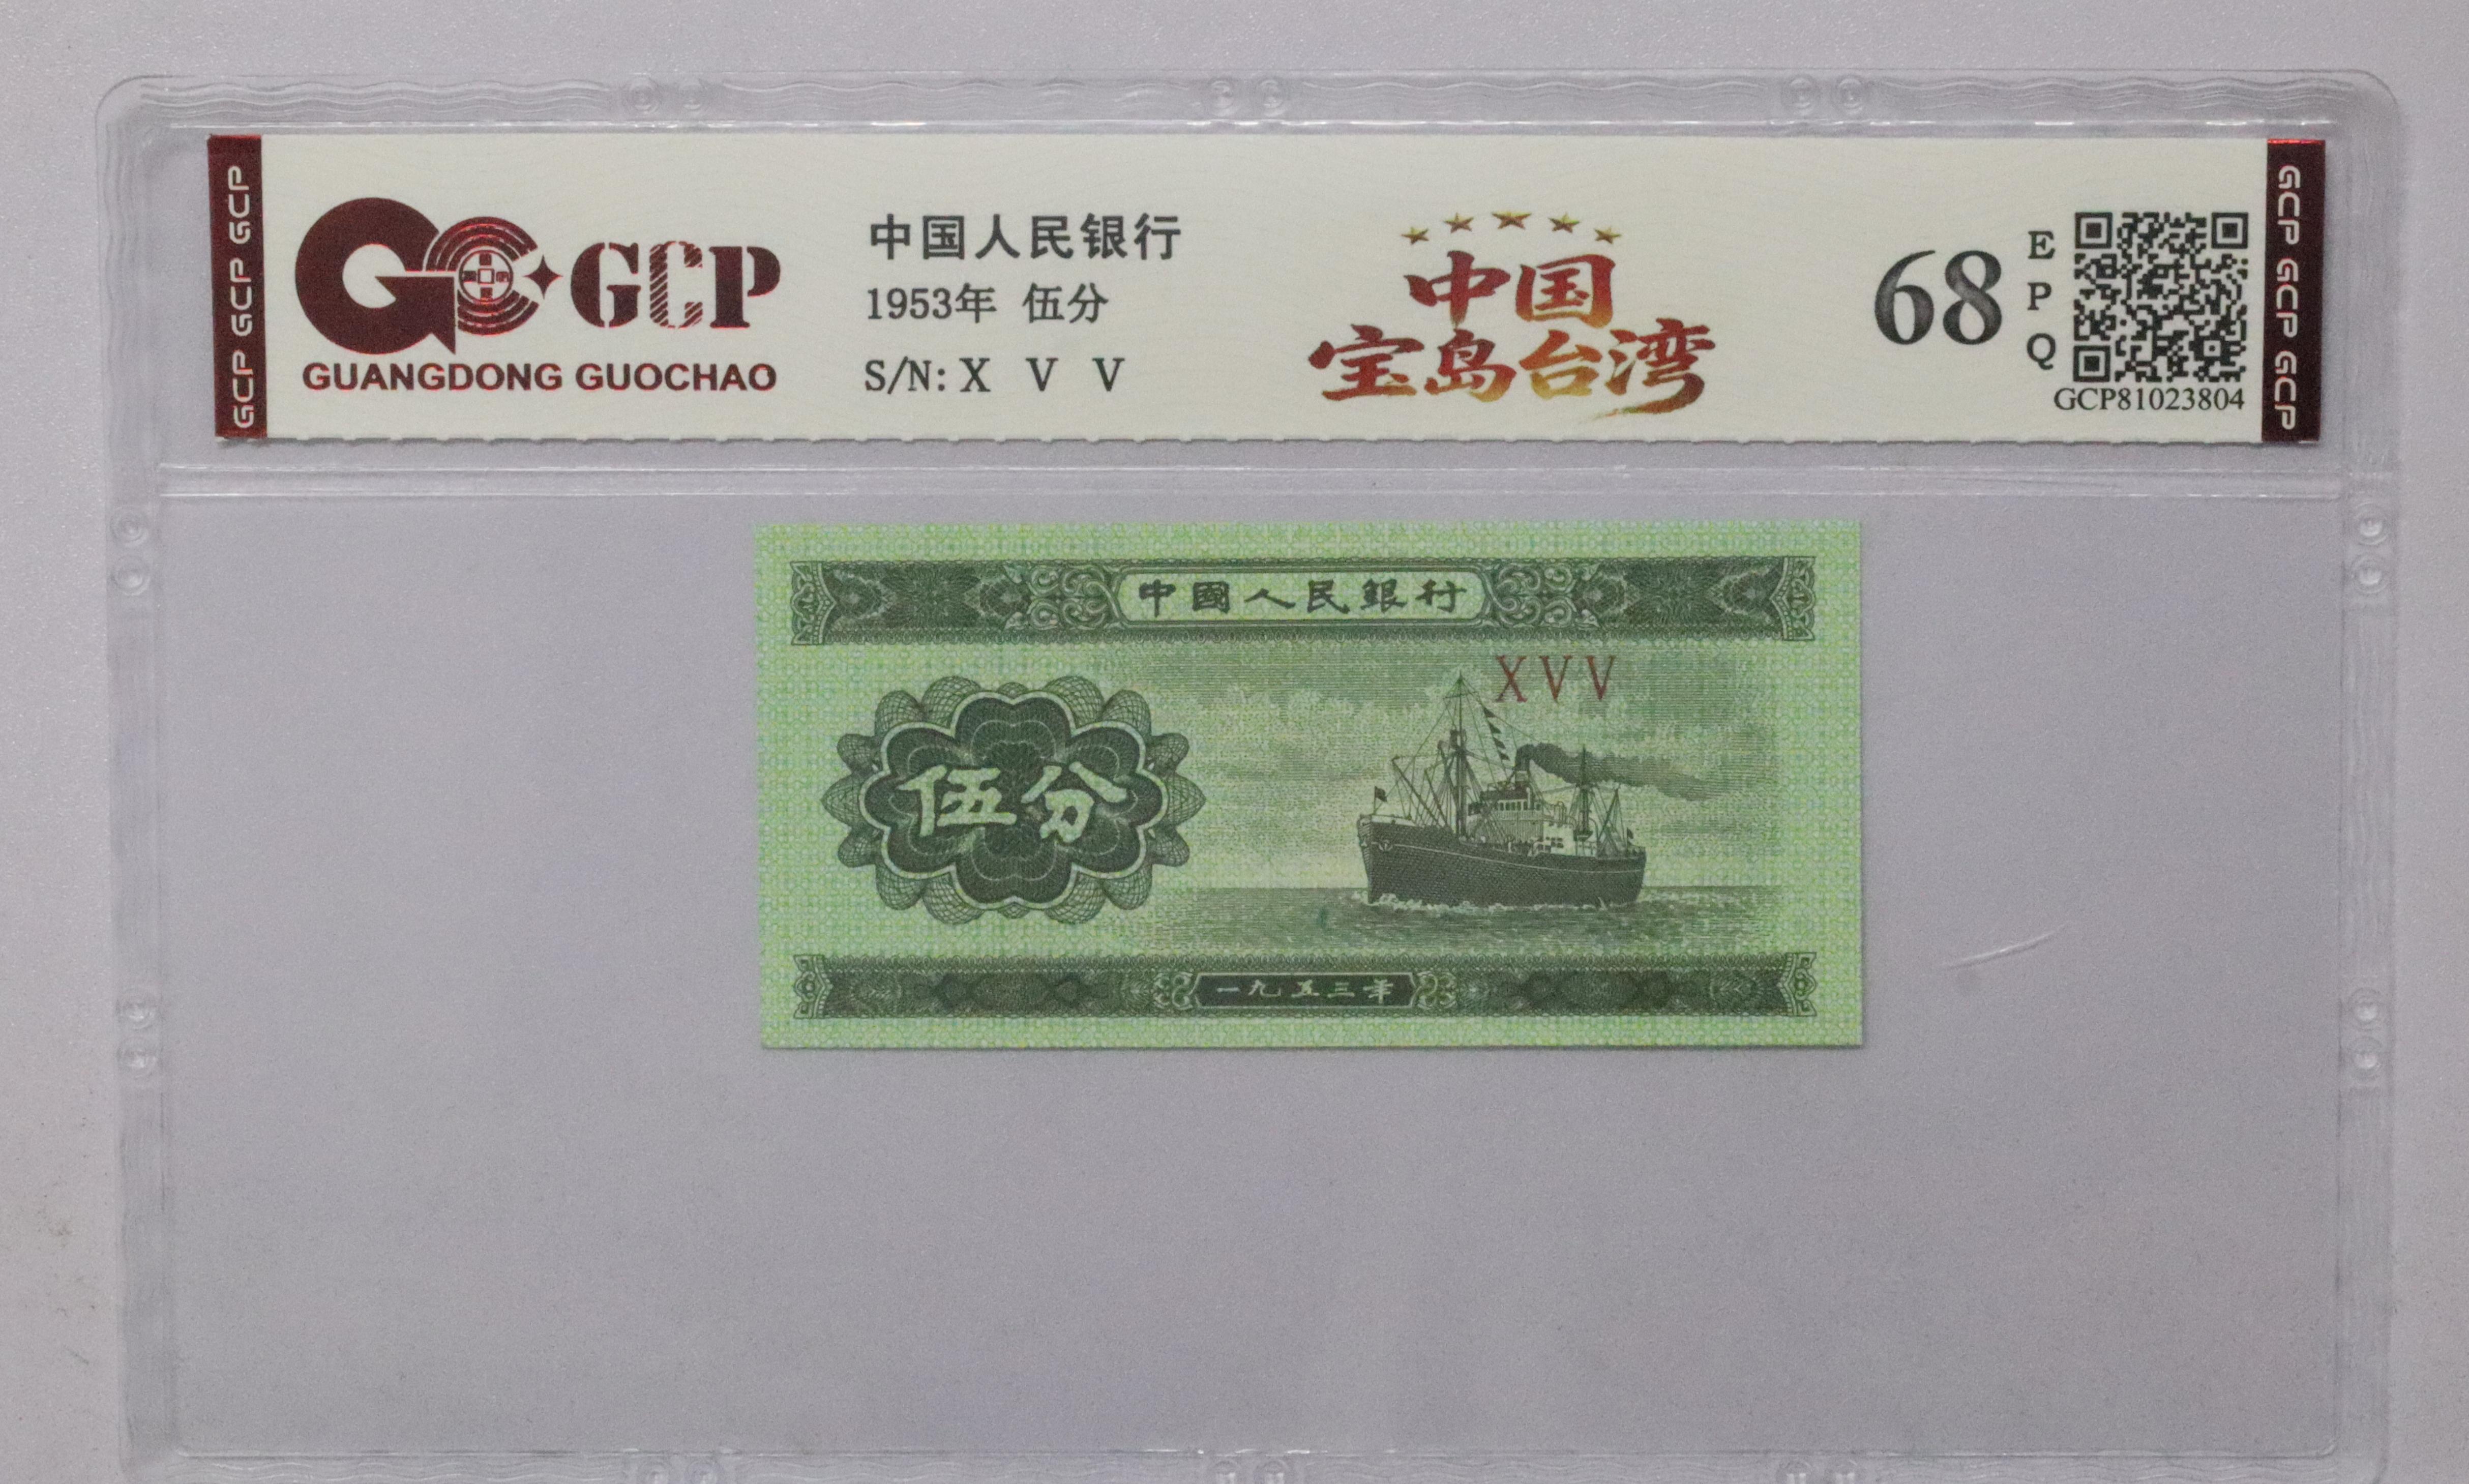 GCP GCP GCP
GCP
GUANGDONG GUOCHAO
中国人民银行
1953年 伍分
S/N: X V V
中国
宝岛台湾
68
E
P
Q
GCP81023804
GCP GCP GCP
中國人民銀行
XVV
伍分
一九五三年